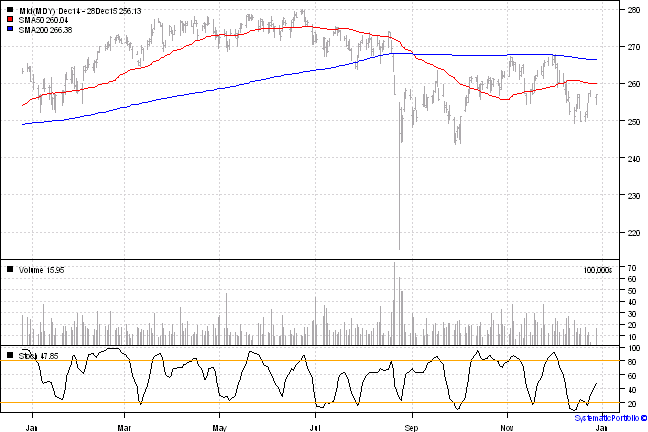 Mid(MDY) Dec14 - 28Dec15 256.13
SMA50 260.04
SMA200 266.38
280
270
260
250
240
230
220
Volume 15.95
100,000s
70
60
50
40
30
20
10
Stoch 47.85
100
80
60
40
20
Jan
Mar
May
Jul
Sep
Nov
Jan
SystematicPortfolio ©